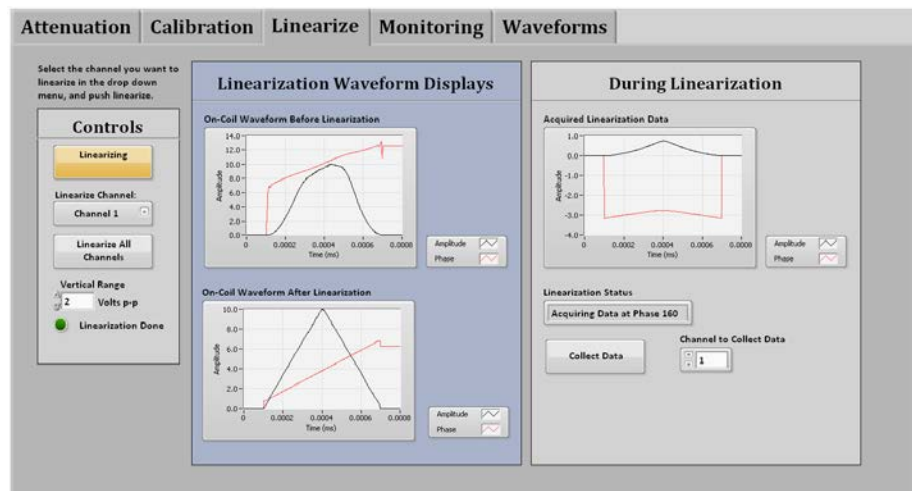 Attenuation Calibration Linearize Monitoring Waveforms
Select the channel you want to
linearize in the drop down
menu, and push linearize.
Controls
Linearizing
Linearize Channel:
Channel 1
Linearize All
Channels
Vertical Range
2 Volts p-p
Linearization Done
Linearization Waveform Displays
On-Coil Waveform Before Linearization
14.0
12.0
10.0
8.0
6.0
4.0
2.0
0.0
Amplitude
0 0.0002 0.0004 0.0006 0.0008
Time (ms)
Amplitude
Phase
On-Coil Waveform After Linearization
10.0
8.0
6.0
4.0
2.0
0.0
Amplitude
0 0.0002 0.0004 0.0006 0.0008
Time (ms)
Amplitude
Phase
During Linearization
Acquired Linearization Data
1.0
0.0
-1.0
-2.0
-3.0
-4.0
Amplitude
0 0.0002 0.0004 0.0006 0.0008
Time (ms)
Amplitude
Phase
Linearization Status
Acquiring Data at Phase 160
Collect Data
Channel to Collect Data
1